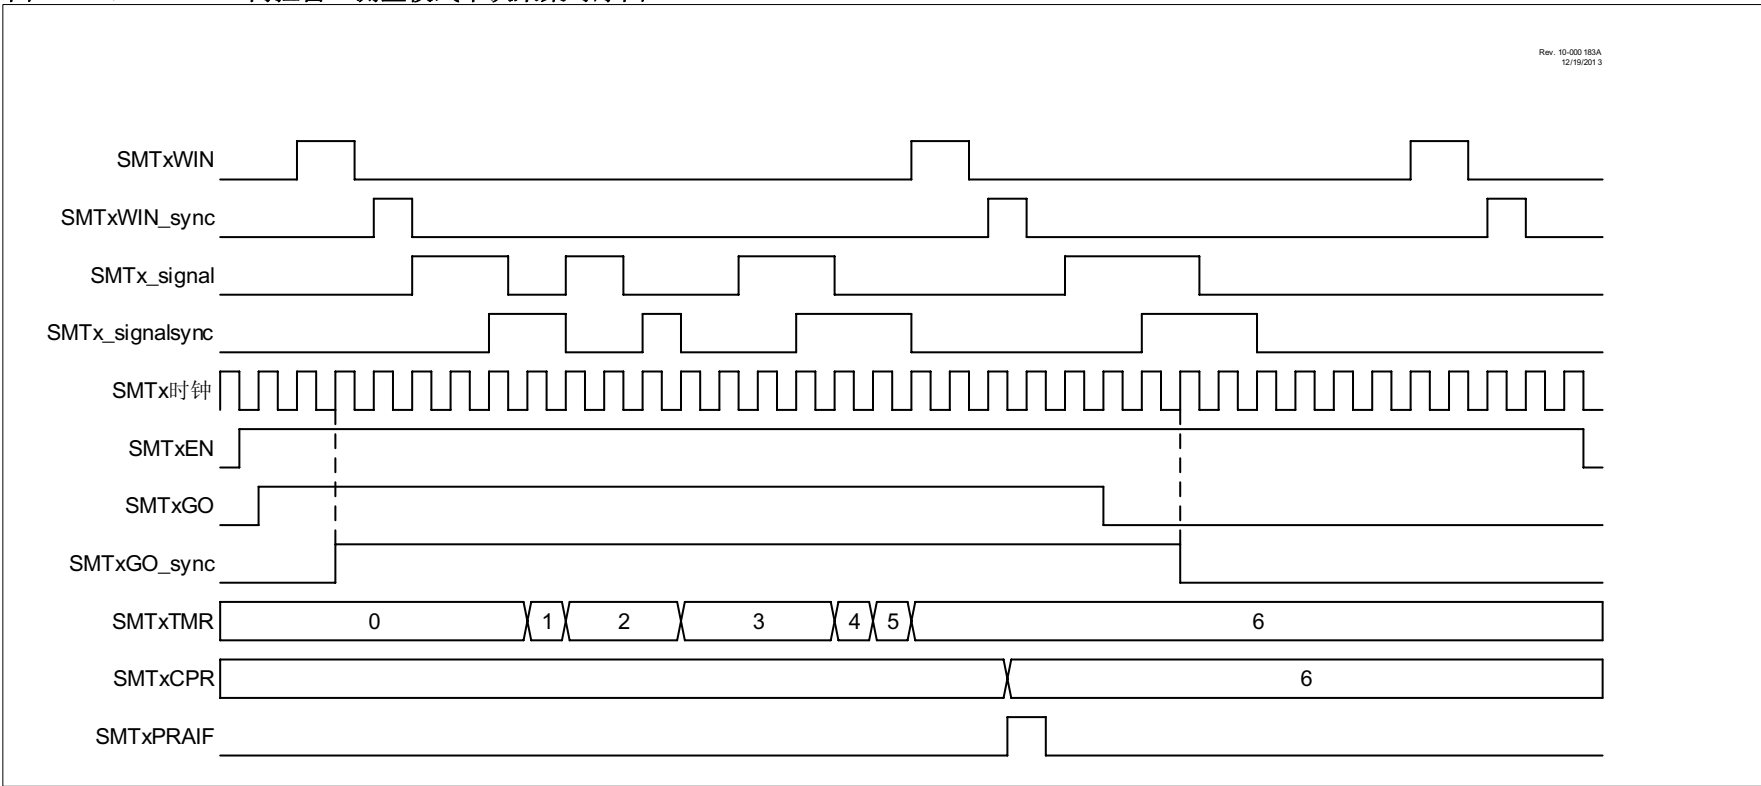 Rev. 10-000 183A
12/19/201 3
SMTxWIN
SMTxWIN_sync
SMTx_signal
SMTx_signalsync
SMTx时钟
SMTxEN
SMTxGO
SMTxGO_sync
SMTxTMR 0 1 2 3 4 5 6
SMTxCPR 6
SMTxPRAIF